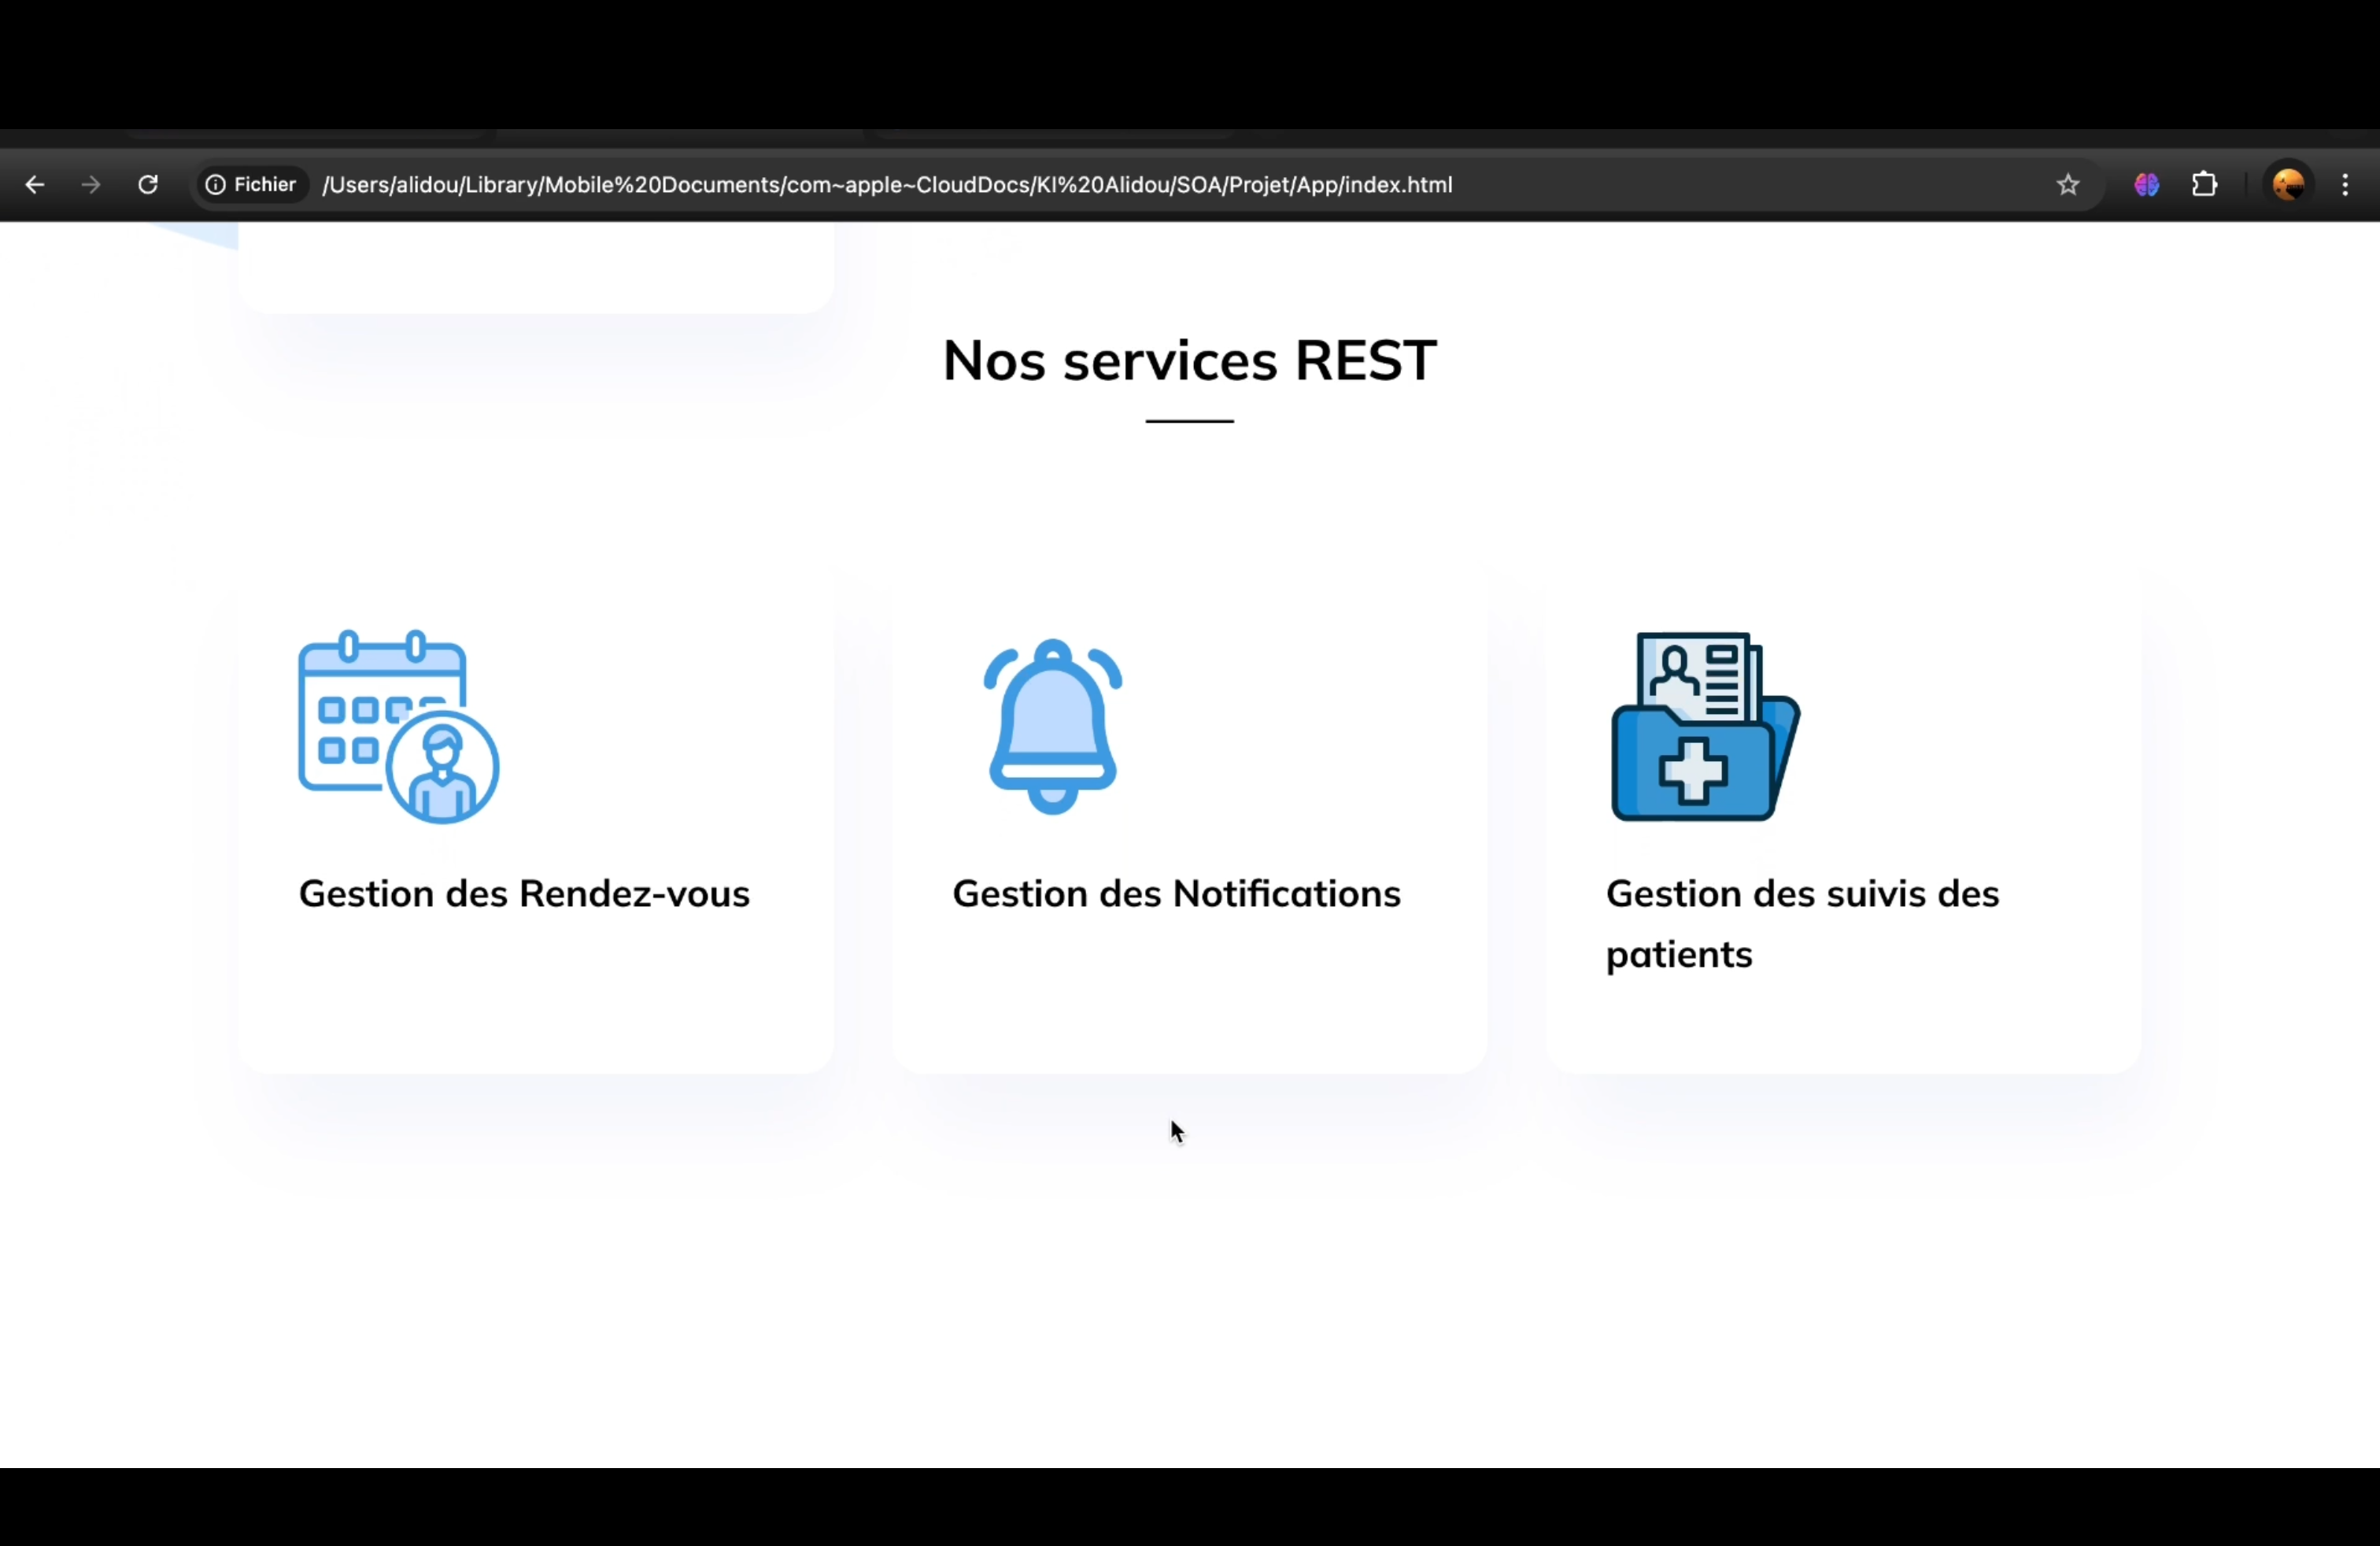 Fichier /Users/alidou/Library/Mobile%20Documents/com~apple~CloudDocs/KI%20Alidou/SOA/Projet/App/index.html
Nos services REST
Gestion des Rendez-vous
Gestion des Notifications
Gestion des suivis des
patients